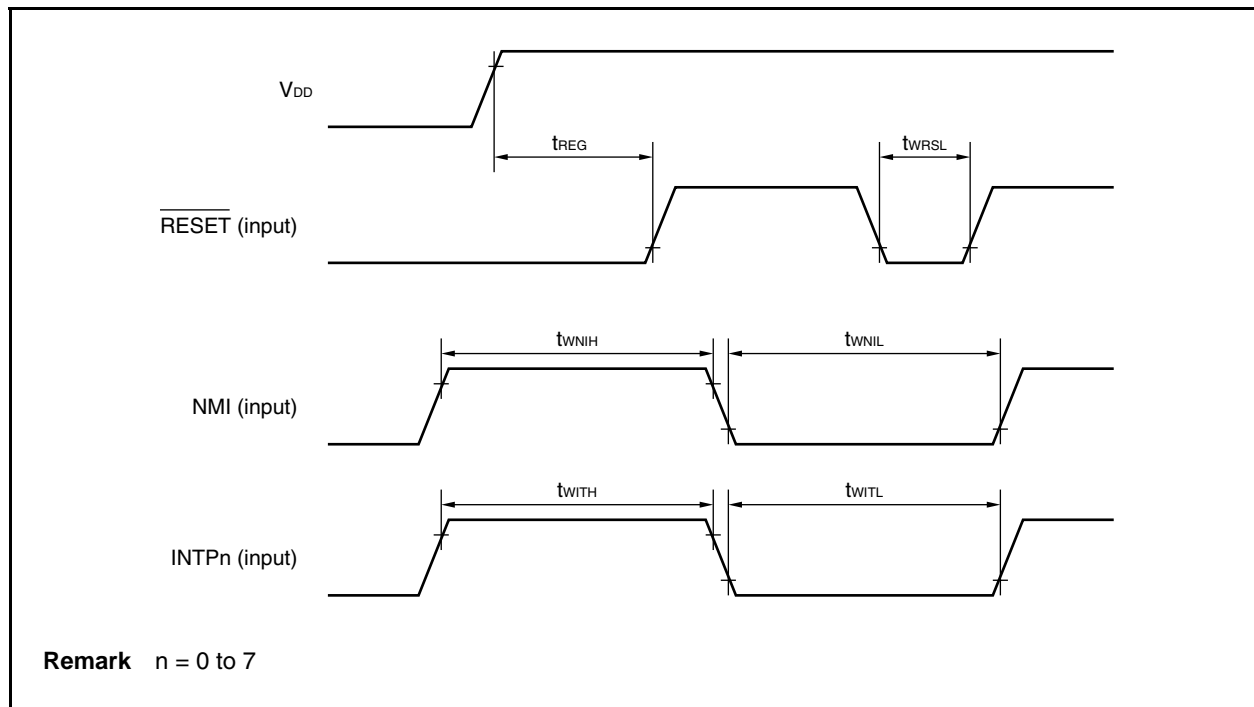 VDD
tREG
tWRSL
RESET (input)
tWNIH
tWNIL
NMI (input)
tWITH
tWITL
INTPn (input)
Remark n = 0 to 7